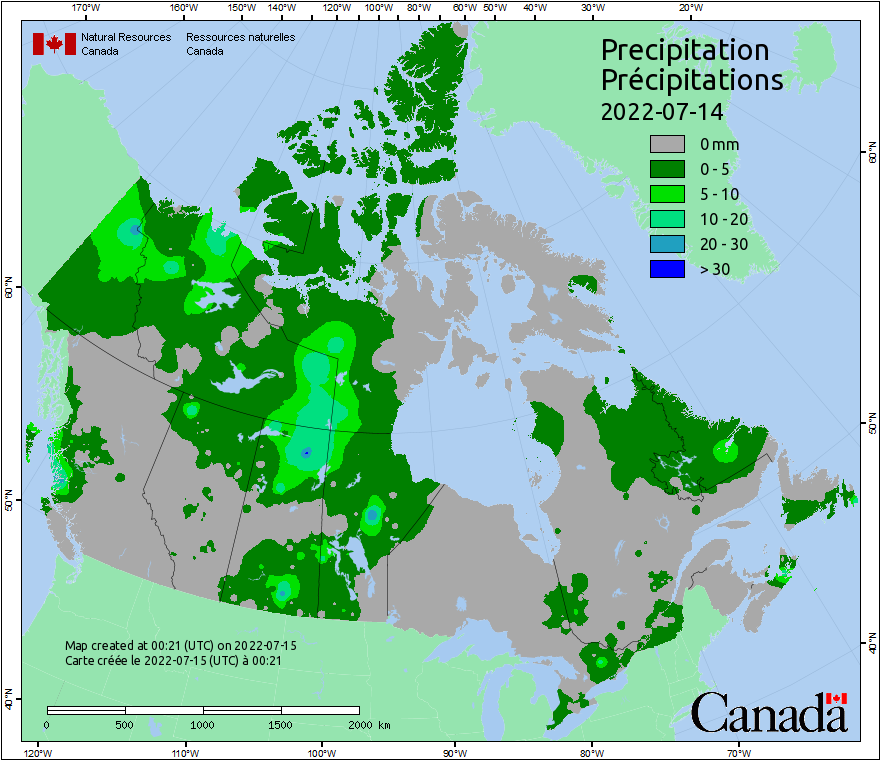 170°W 160°W 150°W 140°W 130°W 120°W 110°W 100°W 90°W 80°W 60°W 50°W 40°W 30°W 20°W
Natural Resources Ressources naturelles
Canada Canada
Precipitation
Précipitations
2022-07-14
0 mm
0 - 5
5 - 10
10 - 20
20 - 30
> 30
60°N
60°N
50°N
50°N
40°N
40°N
Map created at 00:21 (UTC) on 2022-07-15
Carte créée le 2022-07-15 (UTC) à 00:21
0 500 1000 1500 2000 km
Canada
120°W 110°W 100°W 90°W 80°W 70°W